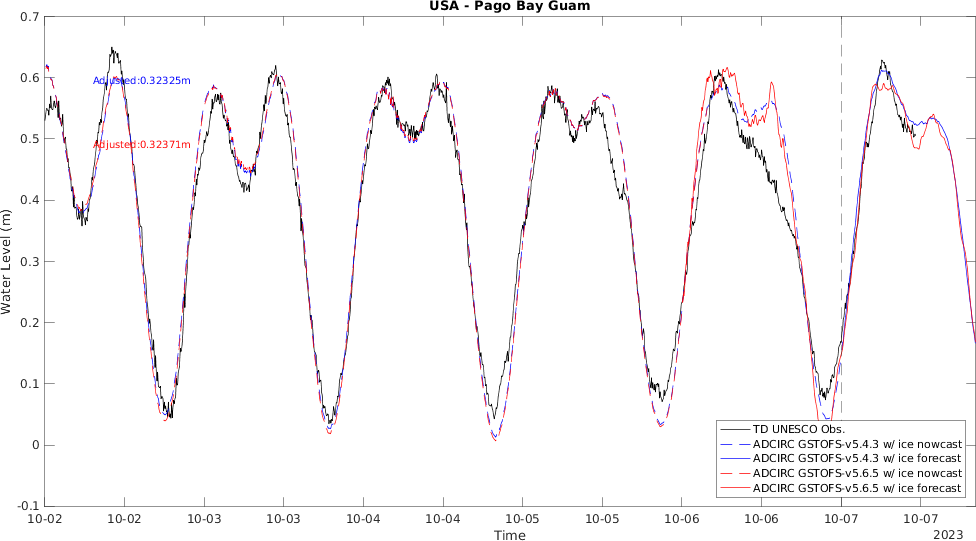 USA - Pago Bay Guam
0.7
0.6
0.5
0.4
0.3
0.2
0.1
0
-0.1
Water Level (m)
Adjusted:0.32325m
Adjusted:0.32371m
TD UNESCO Obs.
ADCIRC GSTOFS-v5.4.3 w/ ice nowcast
ADCIRC GSTOFS-v5.4.3 w/ ice forecast
ADCIRC GSTOFS-v5.6.5 w/ ice nowcast
ADCIRC GSTOFS-v5.6.5 w/ ice forecast
10-02 10-02 10-03 10-03 10-04 10-04 10-05 10-05 10-06 10-06 10-07 10-07
Time
2023